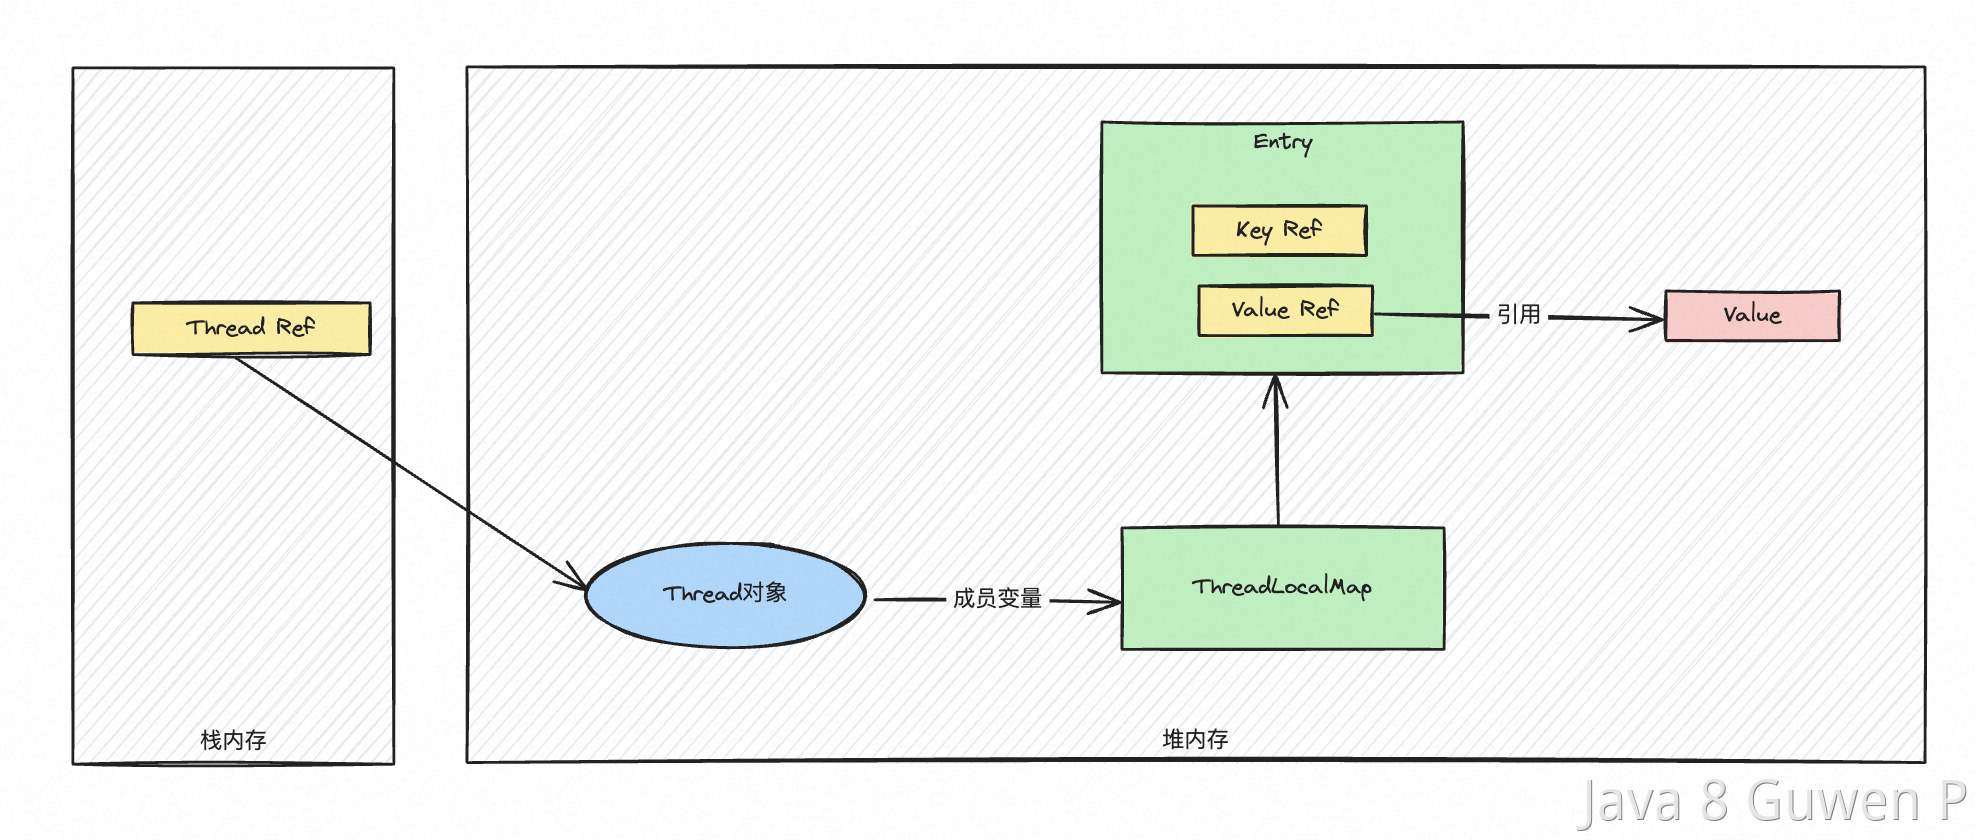 Entry
Key Ref
Value Ref
引用
Value
Thread Ref
Thread对象
成员变量
ThreadLocalMap
栈内存
堆内存
Java 8 Guwen P